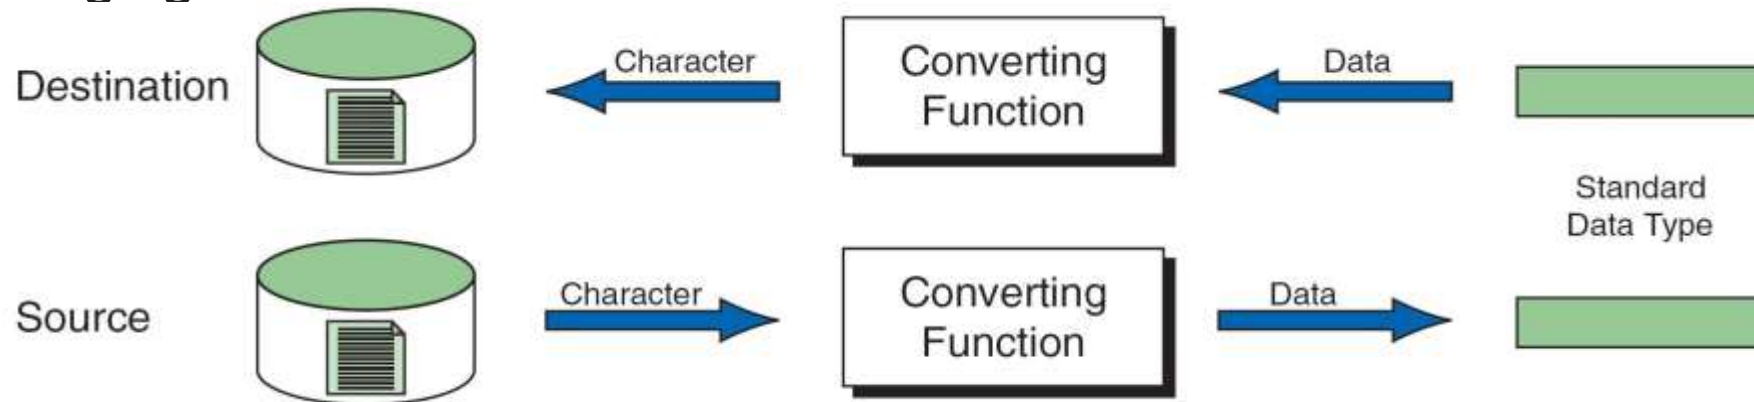 Destination
Character
Converting
Function
Data
Standard
Data Type
Source
Character
Converting
Function
Data